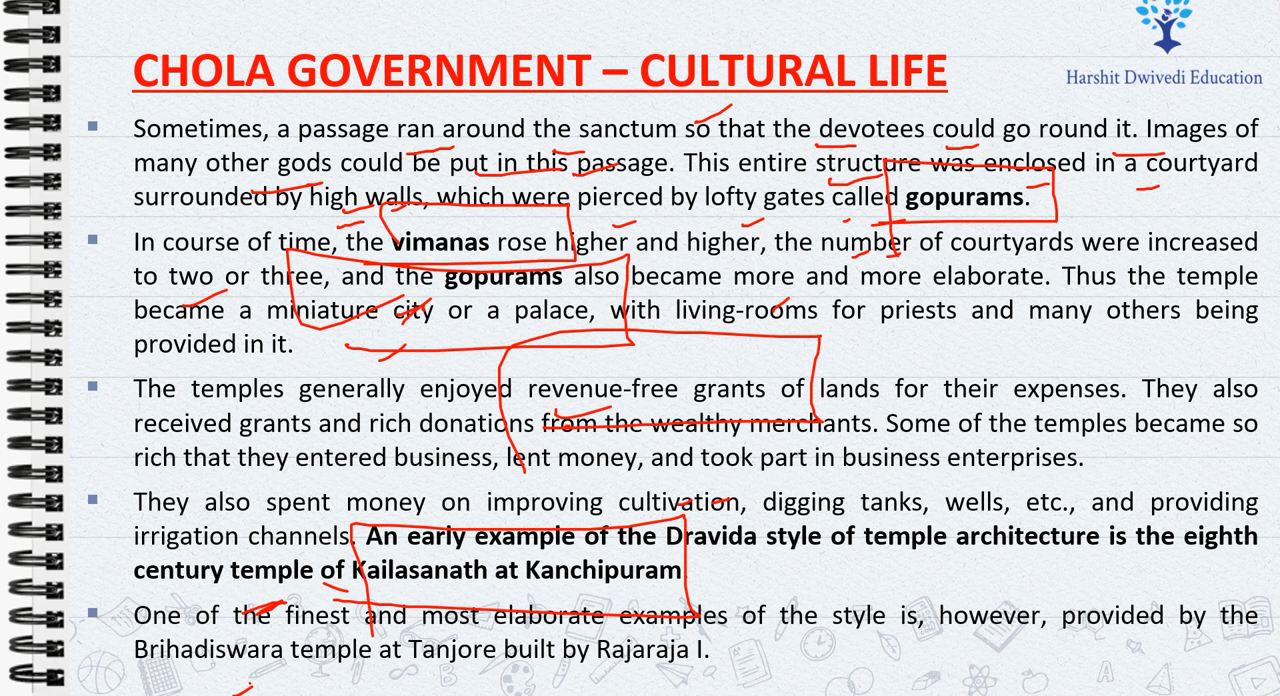 Harshit Dwivedi Education
CHOLA GOVERNMENT – CULTURAL LIFE
Sometimes, a passage ran around the sanctum so that the devotees could go round it. Images of
many other gods could be put in this passage. This entire structure was enclosed in a courtyard
surrounded by high walls, which were pierced by lofty gates called gopurams.
In course of time, the vimanas rose higher and higher, the number of courtyards were increased
to two or three, and the gopurams also became more and more elaborate. Thus the temple
became a miniature city or a palace, with living-rooms for priests and many others being
provided in it.
The temples generally enjoyed revenue-free grants of lands for their expenses. They also
received grants and rich donations from the wealthy merchants. Some of the temples became so
rich that they entered business, lent money, and took part in business enterprises.
They also spent money on improving cultivation, digging tanks, wells, etc., and providing
irrigation channels. An early example of the Dravida style of temple architecture is the eighth
century temple of Kailasanath at Kanchipuram.
One of the finest and most elaborate examples of the style is, however, provided by the
Brihadiswara temple at Tanjore built by Rajaraja I.